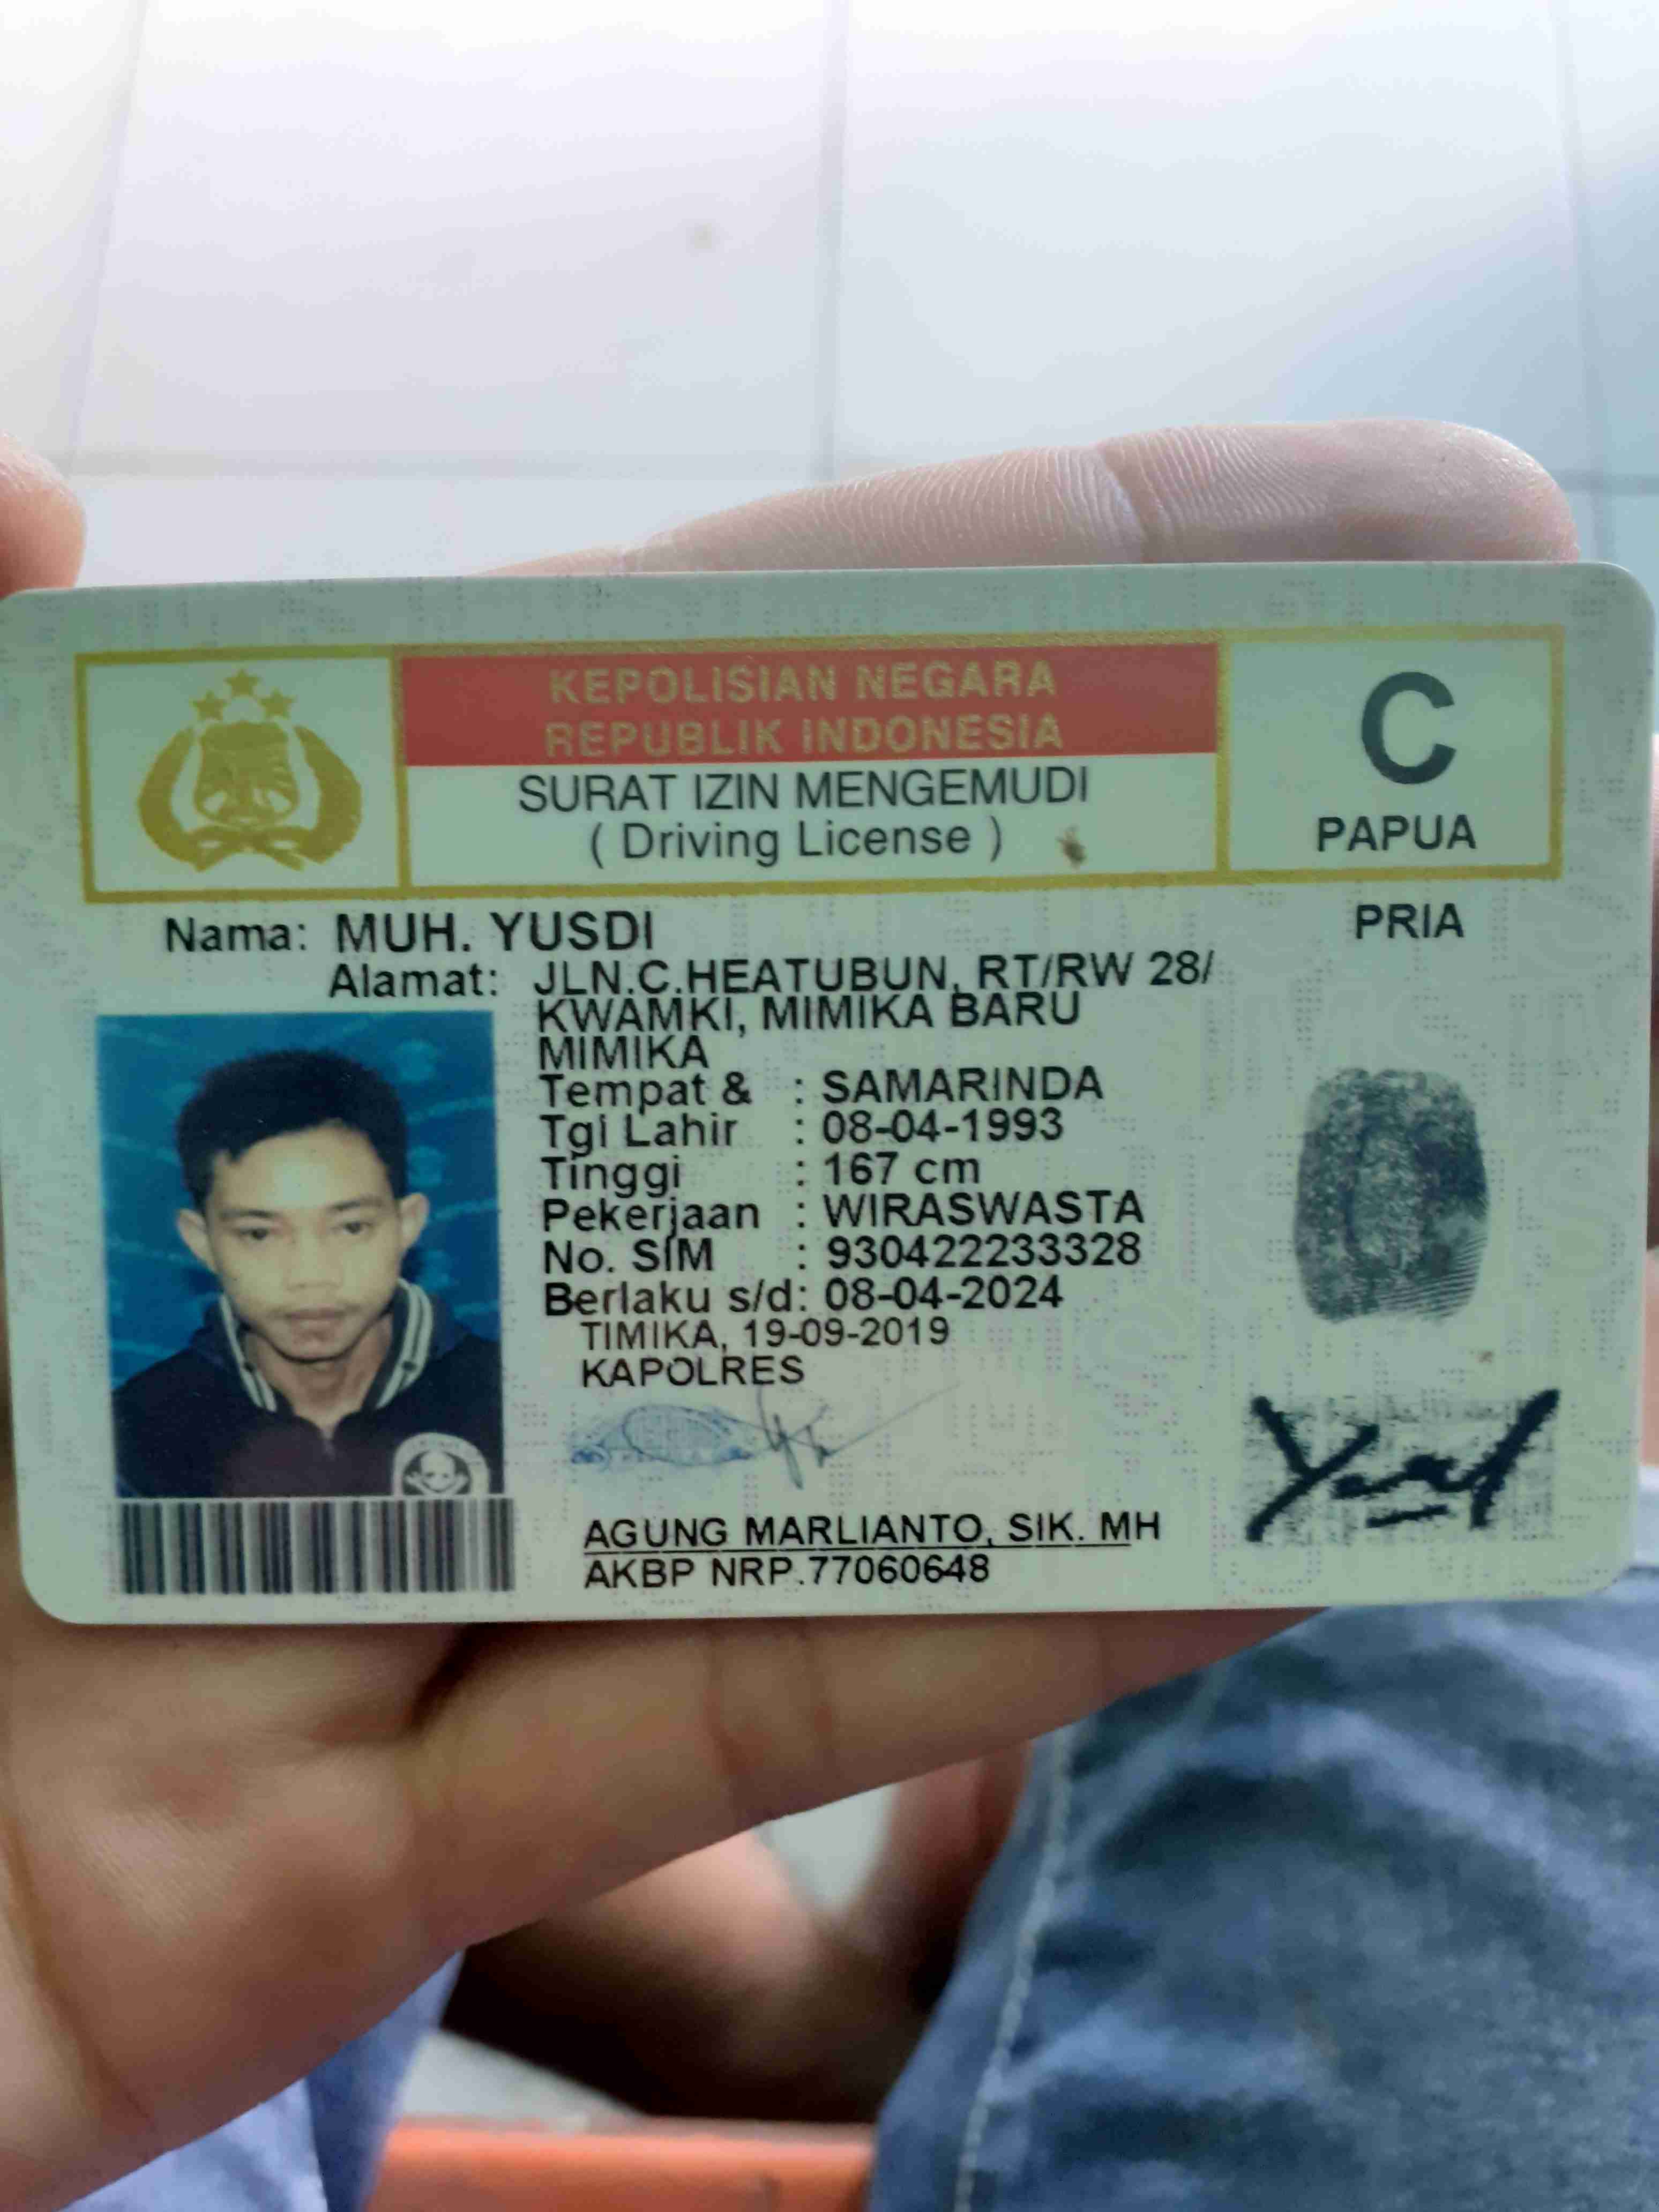 KEPOLISIAN NEGARA
REPUBLIK INDONESIA
SURAT IZIN MENGEMUDI
( Driving License )
C
PAPUA
PRIA
Nama: MUH. YUSDI
Alamat: JLN.C.HEATUBUN, RT/RW 28/
KWAMKI, MIMIKA BARU
MIMIKA
Tempat & : SAMARINDA
Tgl Lahir : 08-04-1993
Tinggi : 167 cm
Pekerjaan : WIRASWASTA
No. SIM : 930422233328
Berlaku s/d: 08-04-2024
TIMIKA, 19-09-2019
KAPOLRES
AGUNG MARLIANTO, SIK. MH
AKBP NRP.77060648